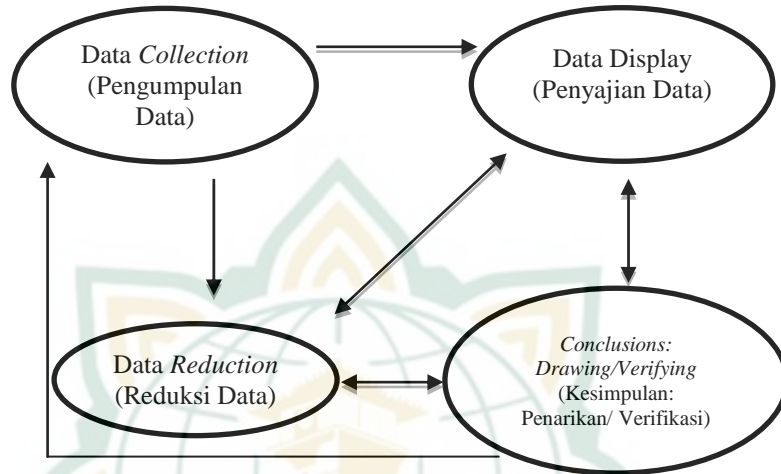 Data Collection
(Pengumpulan
Data)
Data Display
(Penyajian Data)
Data Reduction
(Reduksi Data)
Conclusions:
Drawing/Verifying
(Kesimpulan:
Penarikan/ Verifikasi)